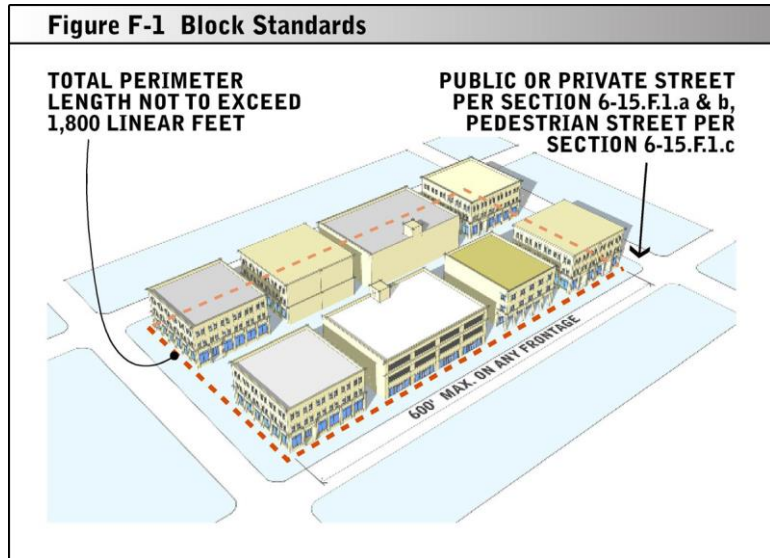 Figure F-1 Block Standards
TOTAL PERIMETER
LENGTH NOT TO EXCEED
1,800 LINEAR FEET
PUBLIC OR PRIVATE STREET
PER SECTION 6-15.F.1.a & b,
PEDESTRIAN STREET PER
SECTION 6-15.F.1.c
600' MAX. ON ANY FRONTAGE